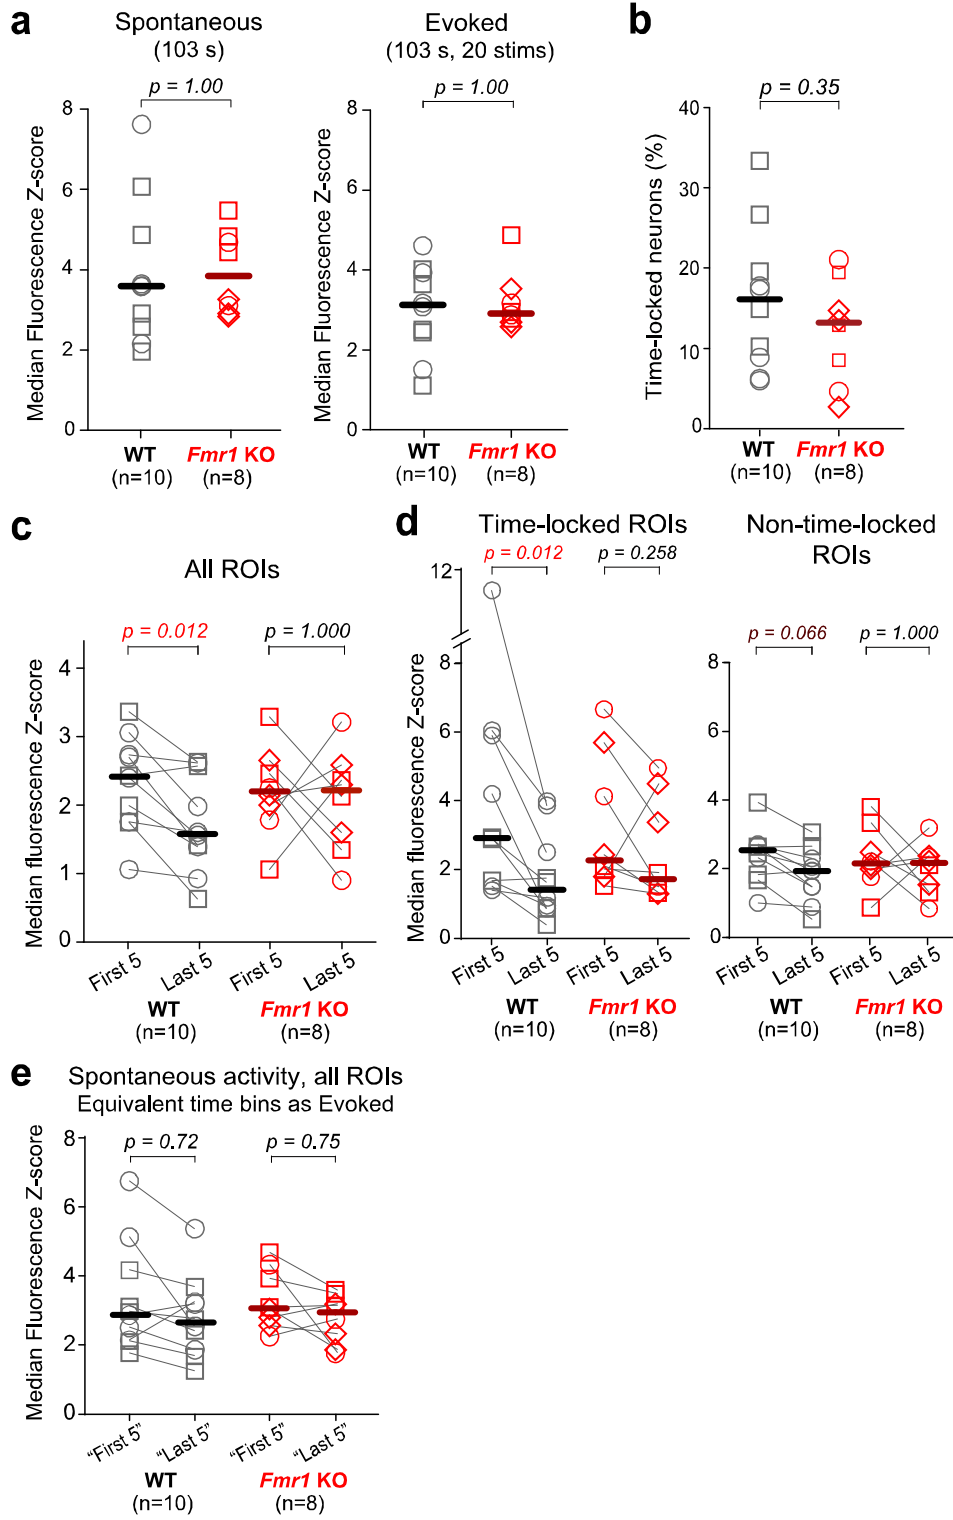 a
Spontaneous
(103 s)
p = 1.00
Median Fluorescence Z-score
8
6
4
2
0
WT
(n=10)
Fmr1 KO
(n=8)
Evoked
(103 s, 20 stims)
p = 1.00
Median Fluorescence Z-score
8
6
4
2
0
WT
(n=10)
Fmr1 KO
(n=8)
b
p = 0.35
Time-locked neurons (%)
40
30
20
10
0
WT
(n=10)
Fmr1 KO
(n=8)
c
All ROIs
p = 0.012
p = 1.000
Median fluorescence Z-score
4
3
2
1
0
First 5
Last 5
First 5
Last 5
WT
(n=10)
Fmr1 KO
(n=8)
d
Time-locked ROIs
p = 0.012
p = 0.258
Median fluorescence Z-score
12
8
6
4
2
0
First 5
Last 5
First 5
Last 5
WT
(n=10)
Fmr1 KO
(n=8)
Non-time-locked
ROIs
p = 0.066
p = 1.000
8
4
2
0
First 5
Last 5
First 5
Last 5
WT
(n=10)
Fmr1 KO
(n=8)
e
Spontaneous activity, all ROIs
Equivalent time bins as Evoked
p = 0.72
p = 0.75
Median Fluorescence Z-score
8
6
4
2
0
“First 5”
“Last 5”
“First 5”
“Last 5”
WT
(n=10)
Fmr1 KO
(n=8)